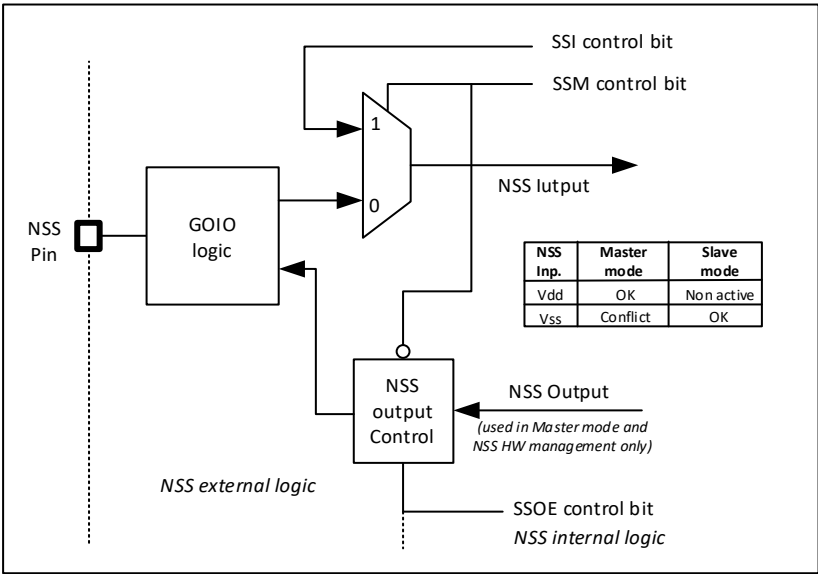 SSI control bit
SSM control bit
1
NSS Iutput
0
GOIO
logic
NSS
Pin
NSS Master Slave
Inp. mode mode
Vdd OK Non active
Vss Conflict OK
NSS
output
Control
NSS Output
(used in Master mode and
NSS HW management only)
NSS external logic
SSOE control bit
NSS internal logic